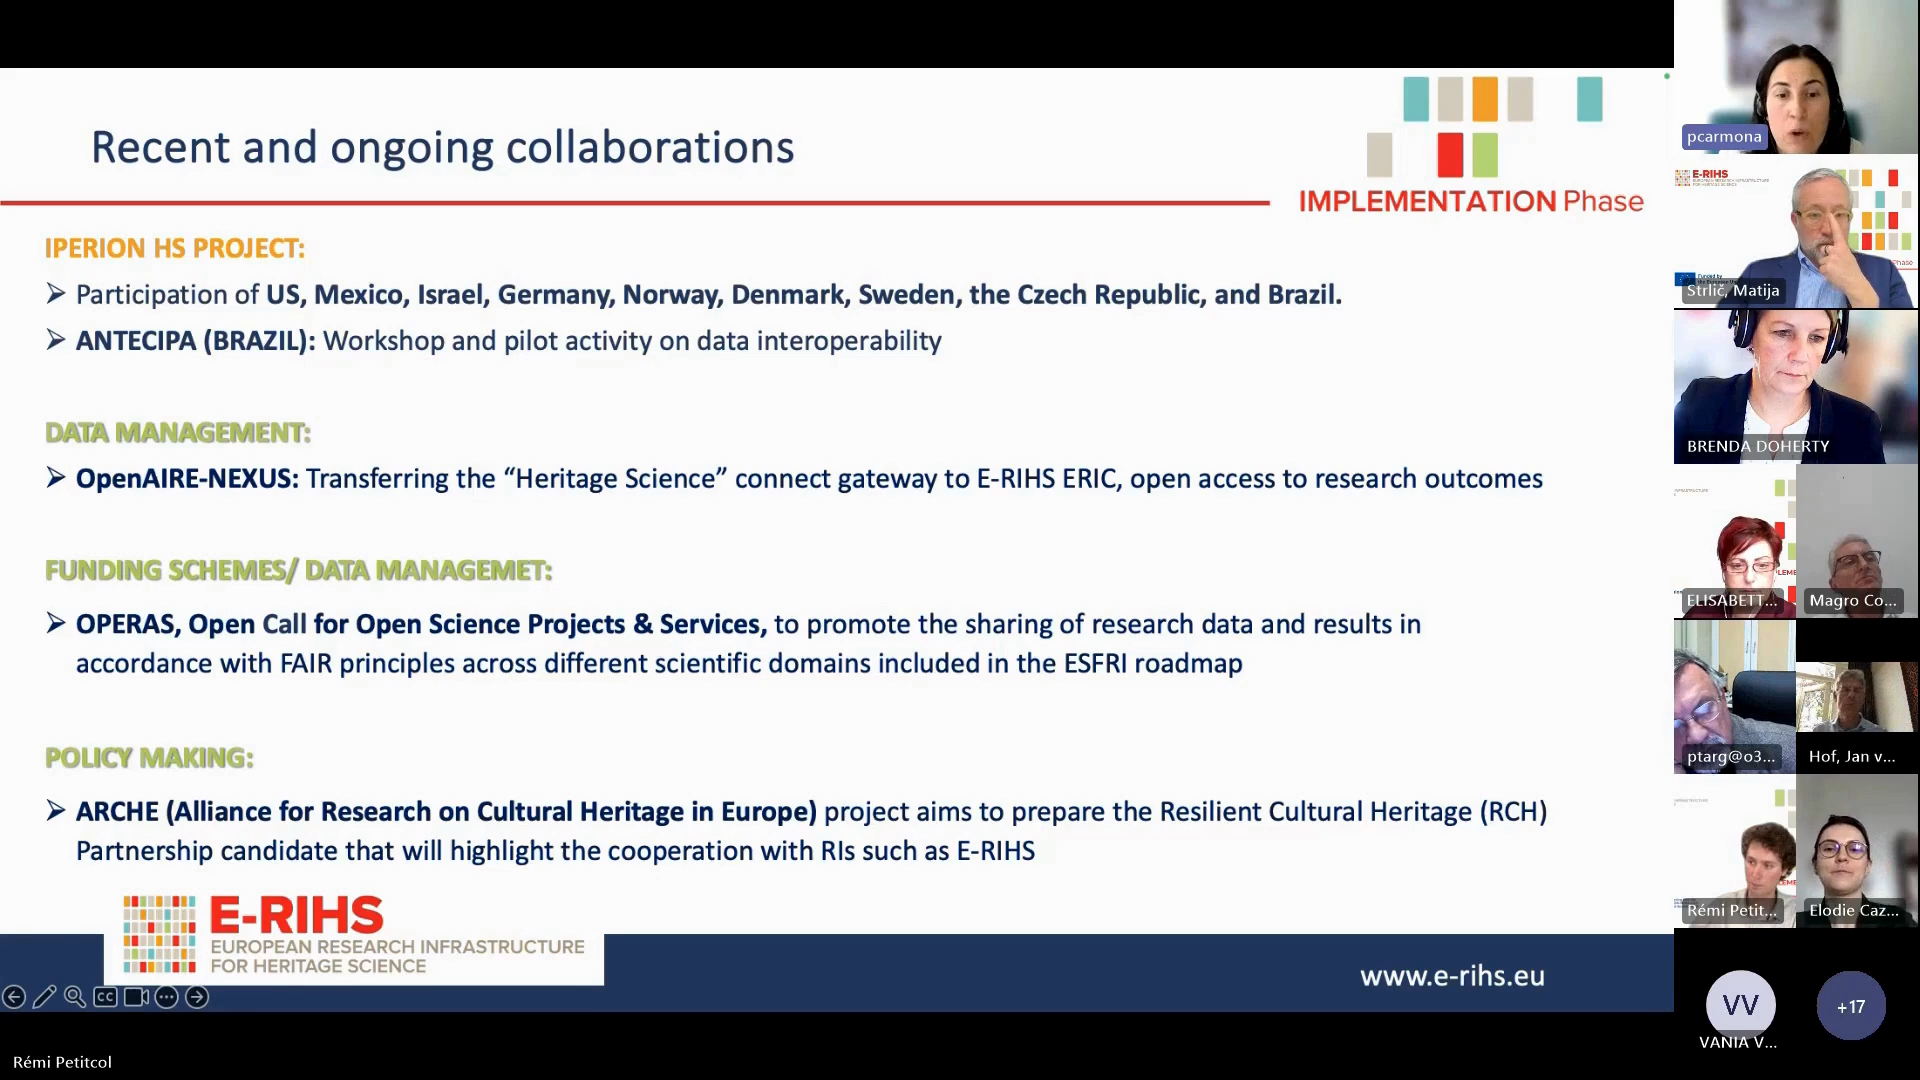 Recent and ongoing collaborations
IMPLEMENTATION Phase
IPERION HS PROJECT:
➢ Participation of US, Mexico, Israel, Germany, Norway, Denmark, Sweden, the Czech Republic, and Brazil.
➢ ANTECIPA (BRAZIL): Workshop and pilot activity on data interoperability
DATA MANAGEMENT:
➢ OpenAIRE-NEXUS: Transferring the “Heritage Science” connect gateway to E-RIHS ERIC, open access to research outcomes
FUNDING SCHEMES/ DATA MANAGEMET:
➢ OPERAS, Open Call for Open Science Projects & Services, to promote the sharing of research data and results in
accordance with FAIR principles across different scientific domains included in the ESFRI roadmap
POLICY MAKING:
➢ ARCHE (Alliance for Research on Cultural Heritage in Europe) project aims to prepare the Resilient Cultural Heritage (RCH)
Partnership candidate that will highlight the cooperation with RIs such as E-RIHS
E-RIHS
EUROPEAN RESEARCH INFRASTRUCTURE
FOR HERITAGE SCIENCE
www.e-rihs.eu
CC
Rémi Petitcol
pcarmona
E-RIHS
Strlič, Matija
BRENDA DOHERTY
ELISABETT...
Magro Co...
ptarg@o3...
Hof, Jan v...
Rémi Petit...
Elodie Caz...
VV
VANIA V...
+17